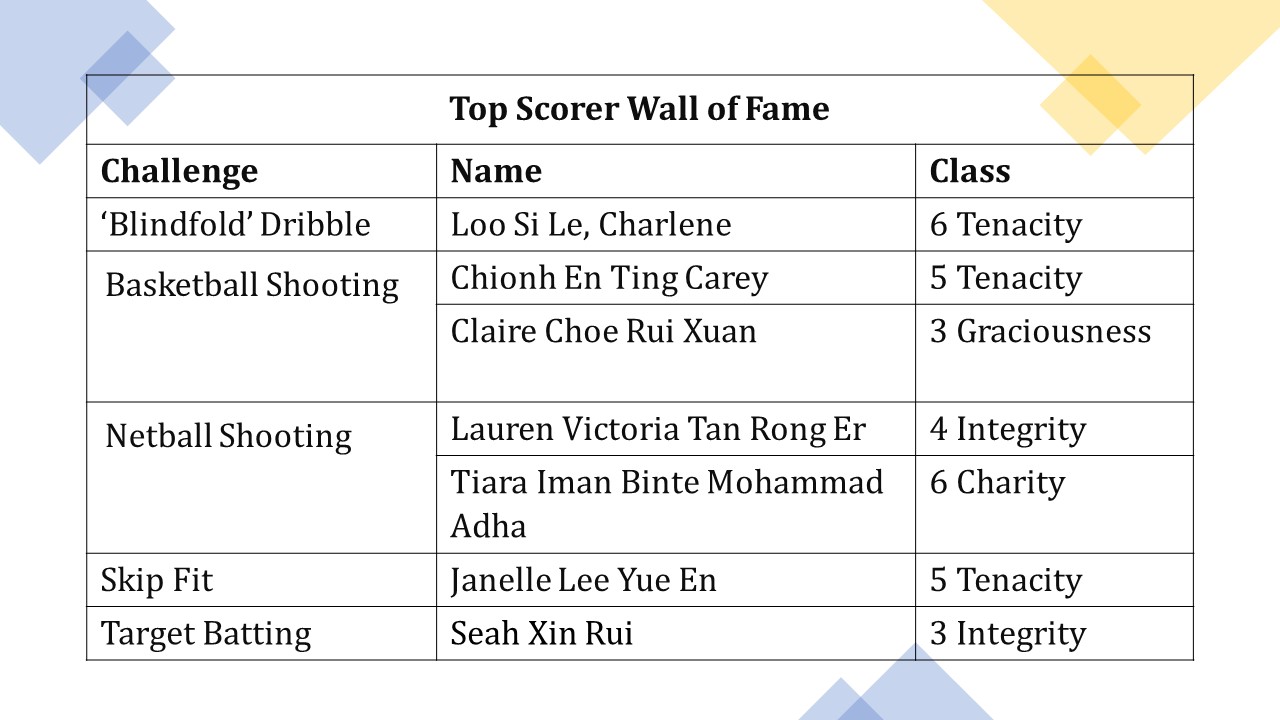 Top Scorer Wall of Fame
Challenge Name Class
‘Blindfold’ Dribble Loo Si Le, Charlene 6 Tenacity
Basketball Shooting Chionh En Ting Carey 5 Tenacity
Claire Choe Rui Xuan 3 Graciousness
Netball Shooting Lauren Victoria Tan Rong Er 4 Integrity
Tiara Iman Binte Mohammad 6 Charity
Adha
Skip Fit Janelle Lee Yue En 5 Tenacity
Target Batting Seah Xin Rui 3 Integrity